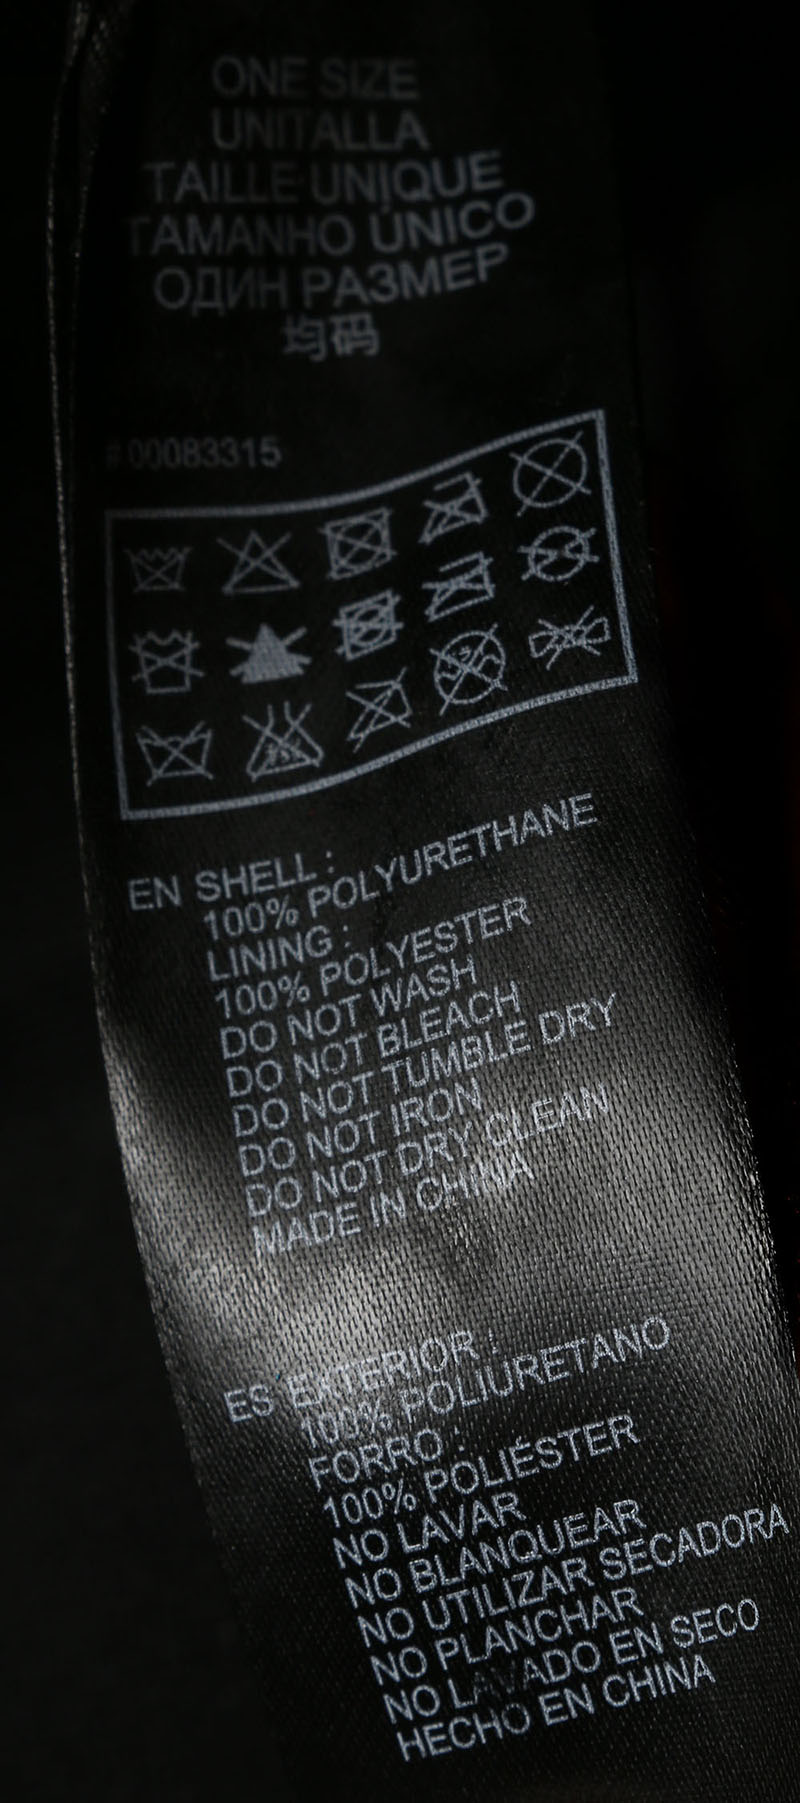 ONE SIZE
UNITALLA
TAILLE UNIQUE
TAMANHO ÚNICO
ОДИН РАЗМЕР
均码
#00083315
EN SHELL :
100% POLYURETHANE
LINING :
100% POLYESTER
DO NOT WASH
DO NOT BLEACH
DO NOT TUMBLE DRY
DO NOT IRON
DO NOT DRY CLEAN
MADE IN CHINA
ES EXTERIOR :
100% POLIURETANO
FORRO :
100% POLIÉSTER
NO LAVAR
NO BLANQUEAR
NO UTILIZAR SECADORA
NO PLANCHAR
NO LAVADO EN SECO
HECHO EN CHINA